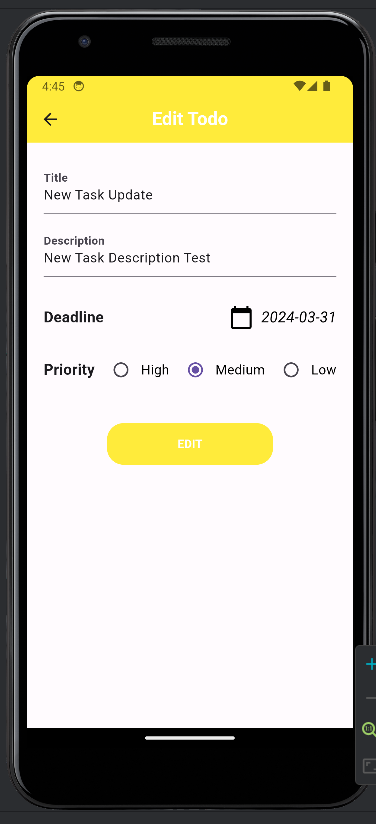 4:45
Edit Todo
Title
New Task Update
Description
New Task Description Test
Deadline 2024-03-31
Priority High Medium Low
EDIT